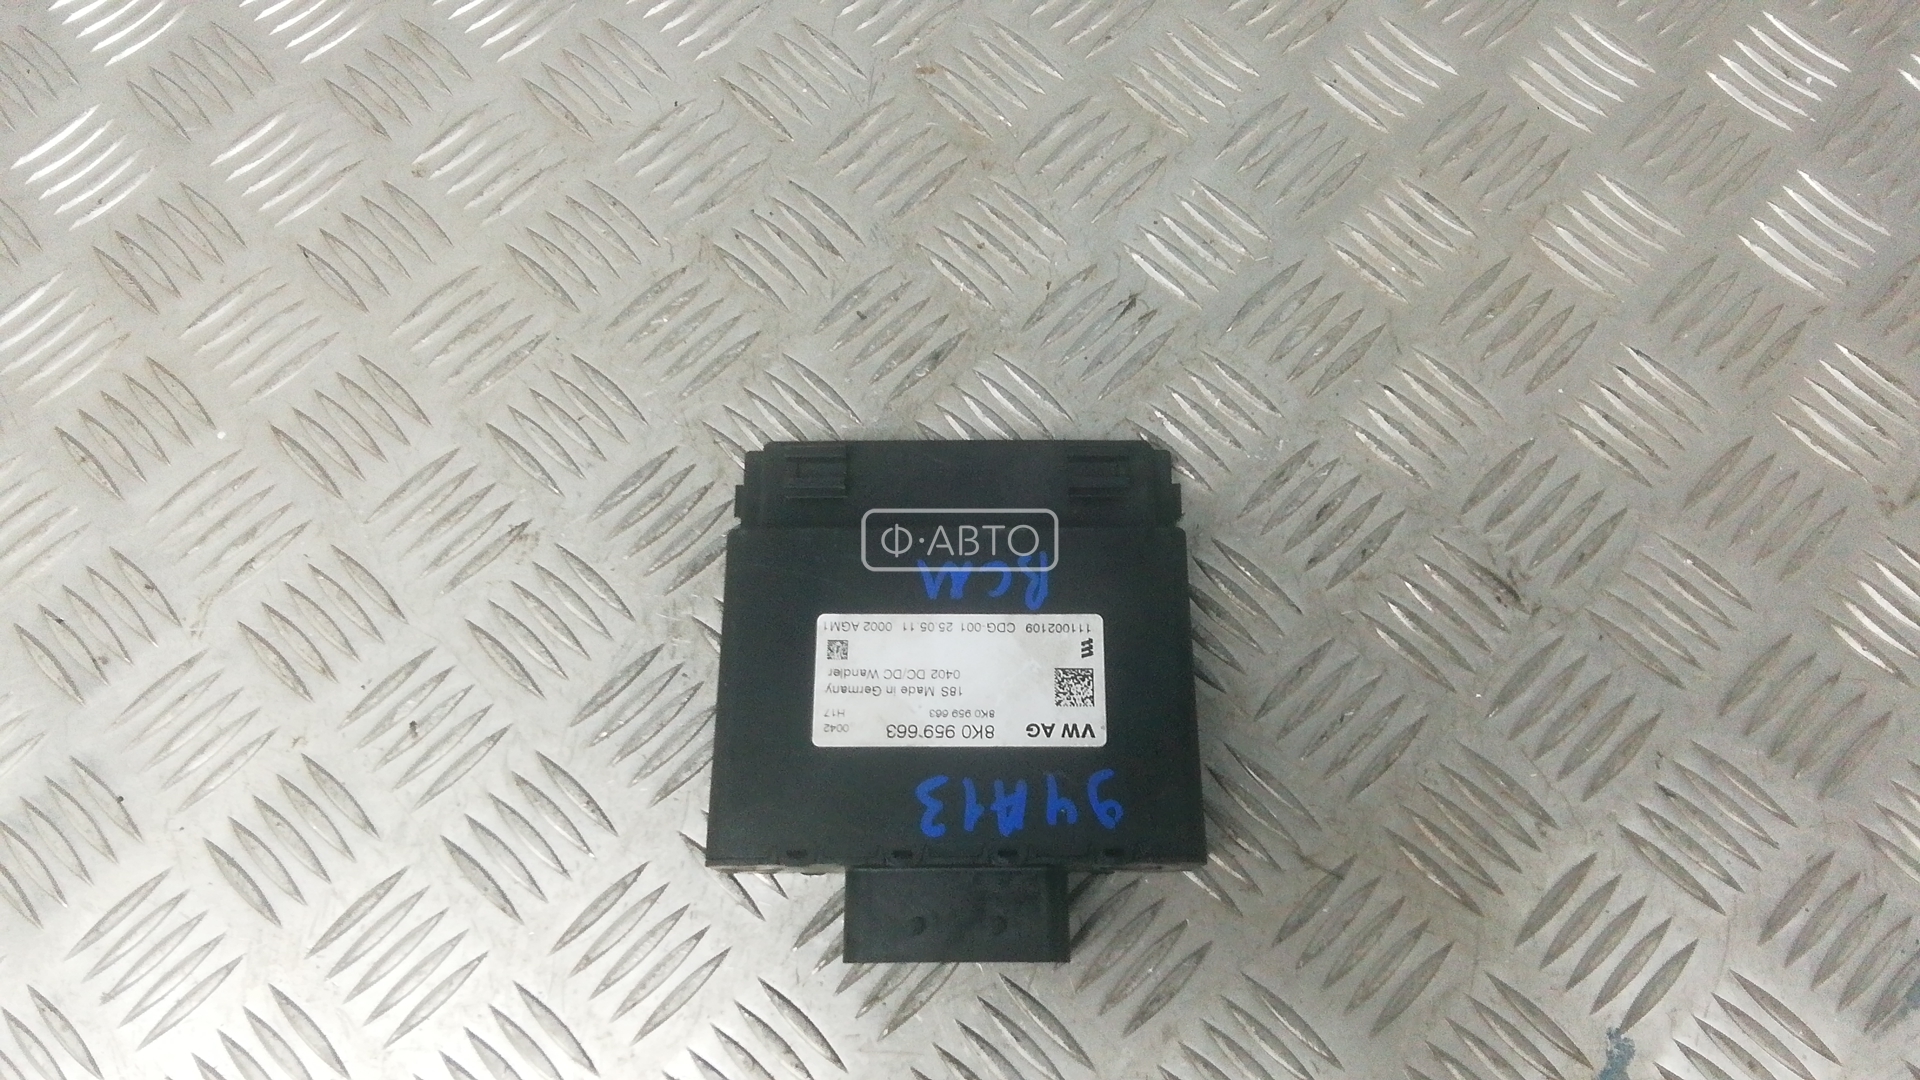 Ф·АВТО
94A13
VW AG 8K0 959 663 0042
8K0 959 663 H17
18S Made in Germany
0402 DC/DC Wandler
111002109 CDG-001 25.05.11 0002 AGM1
BCM